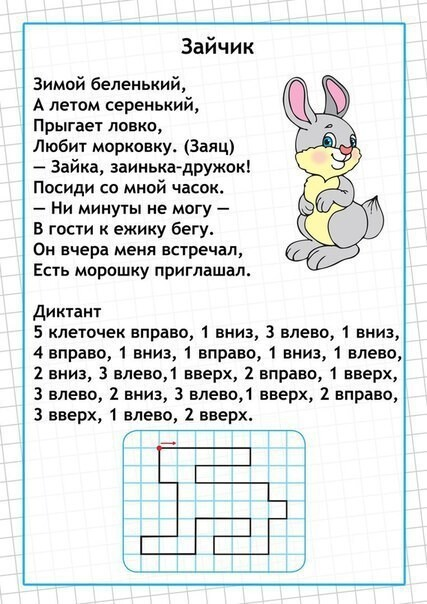 Зайчик
Зимой беленький,
А летом серенький,
Прыгает ловко,
Любит морковку. (Заяц)
— Зайка, заинька-дружок!
Посиди со мной часок.
— Ни минуты не могу —
В гости к ежику бегу.
Он вчера меня встречал,
Есть морошку приглашал.
Диктант
5 клеточек вправо, 1 вниз, 3 влево, 1 вниз,
4 вправо, 1 вниз, 1 вправо, 1 вниз, 1 влево,
2 вниз, 3 влево,1 вверх, 2 вправо, 1 вверх,
3 влево, 2 вниз, 3 влево,1 вверх, 2 вправо,
3 вверх, 1 влево, 2 вверх.